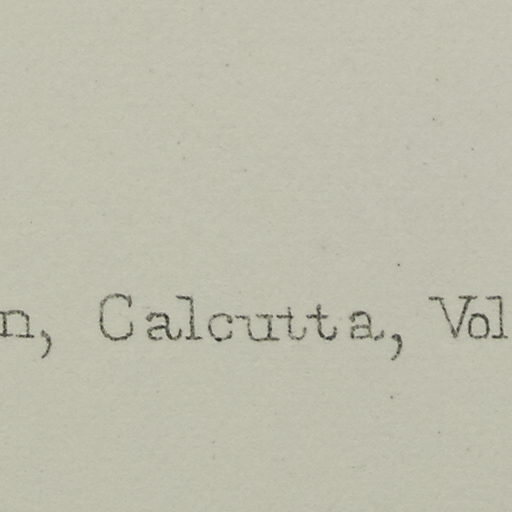 n, Calcutta, Vol